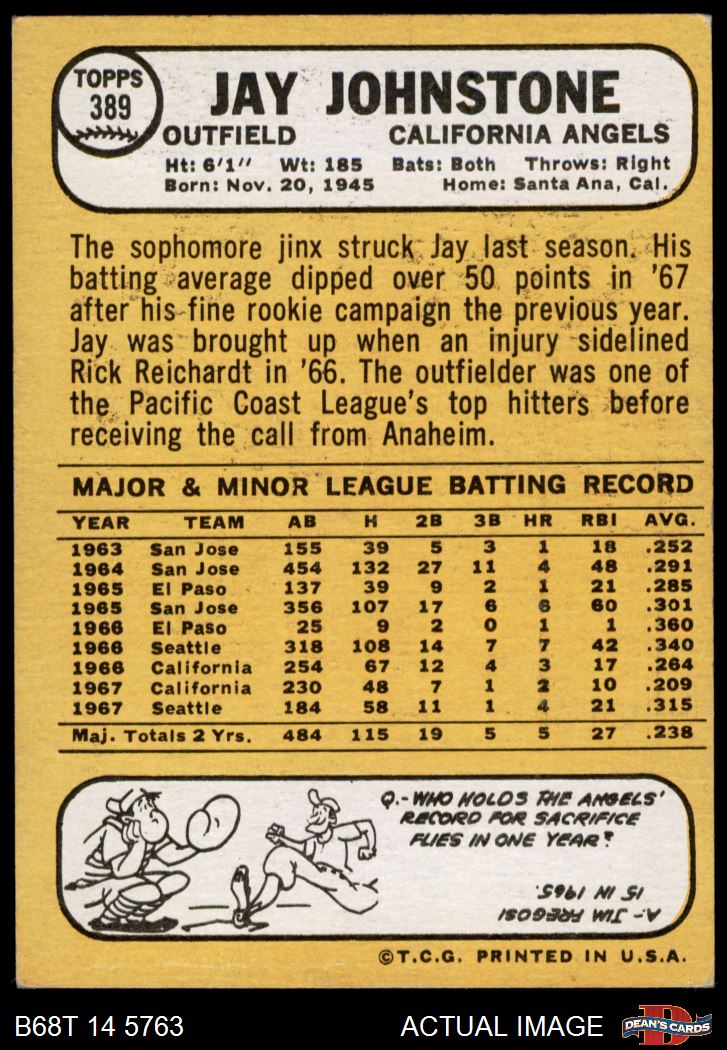 TOPPS
389
JAY JOHNSTONE
OUTFIELD CALIFORNIA ANGELS
Ht: 6'1" Wt: 185 Bats: Both Throws: Right
Born: Nov. 20, 1945 Home: Santa Ana, Cal.
The sophomore jinx struck Jay last season. His
batting average dipped over 50 points in '67
after his fine rookie campaign the previous year.
Jay was brought up when an injury sidelined
Rick Reichardt in '66. The outfielder was one of
the Pacific Coast League's top hitters before
receiving the call from Anaheim.
MAJOR & MINOR LEAGUE BATTING RECORD
YEAR TEAM AB H 2B 3B HR RBI AVG.
1963 San Jose 155 39 5 3 1 18 .252
1964 San Jose 454 132 27 11 4 48 .291
1965 El Paso 137 39 9 2 1 21 .285
1965 San Jose 356 107 17 6 6 60 .301
1966 El Paso 25 9 2 0 1 1 .360
1966 Seattle 318 108 14 7 7 42 .340
1966 California 254 67 12 4 3 17 .264
1967 California 230 48 7 1 2 10 .209
1967 Seattle 184 58 11 1 4 21 .315
Maj. Totals 2 Yrs. 484 115 19 5 5 27 .238
Q.- WHO HOLDS THE ANGELS'
RECORD FOR SACRIFICE
FLIES IN ONE YEAR?
A.- JIM FREGOSI
15 IN 1965.
©T.C.G. PRINTED IN U.S.A.
B68T 14 5763 ACTUAL IMAGE
D
DEAN'S CARDS